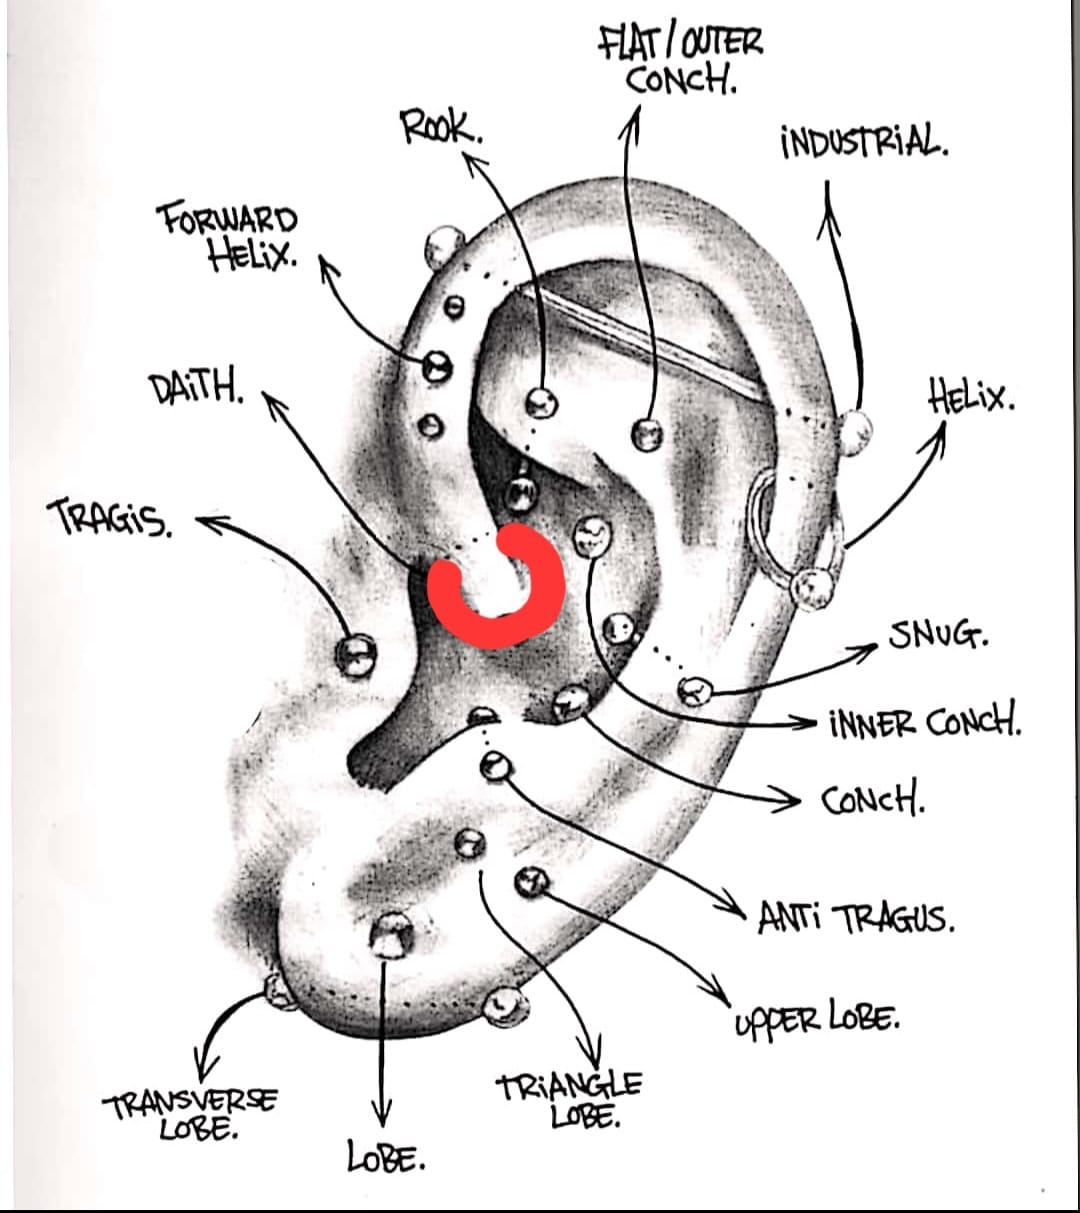 FLAT/OUTER
CONCH.
ROOK.
INDUSTRIAL.
FORWARD
HELIX.
DAITH.
HELIX.
TRAGIS.
SNUG.
INNER CONCH.
CONCH.
ANTI TRAGUS.
UPPER LOBE.
TRIANGLE
LOBE.
TRANSVERSE
LOBE.
LOBE.